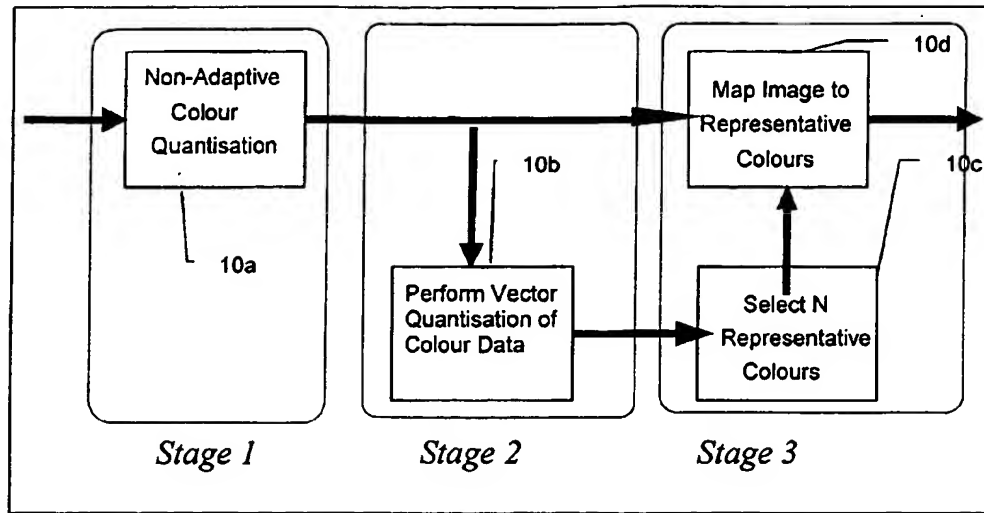 Non-Adaptive
Colour
Quantisation
10a
10b
Perform Vector
Quantisation of
Colour Data
10d
Map Image to
Representative
Colours
10c
Select N
Representative
Colours
Stage 1
Stage 2
Stage 3